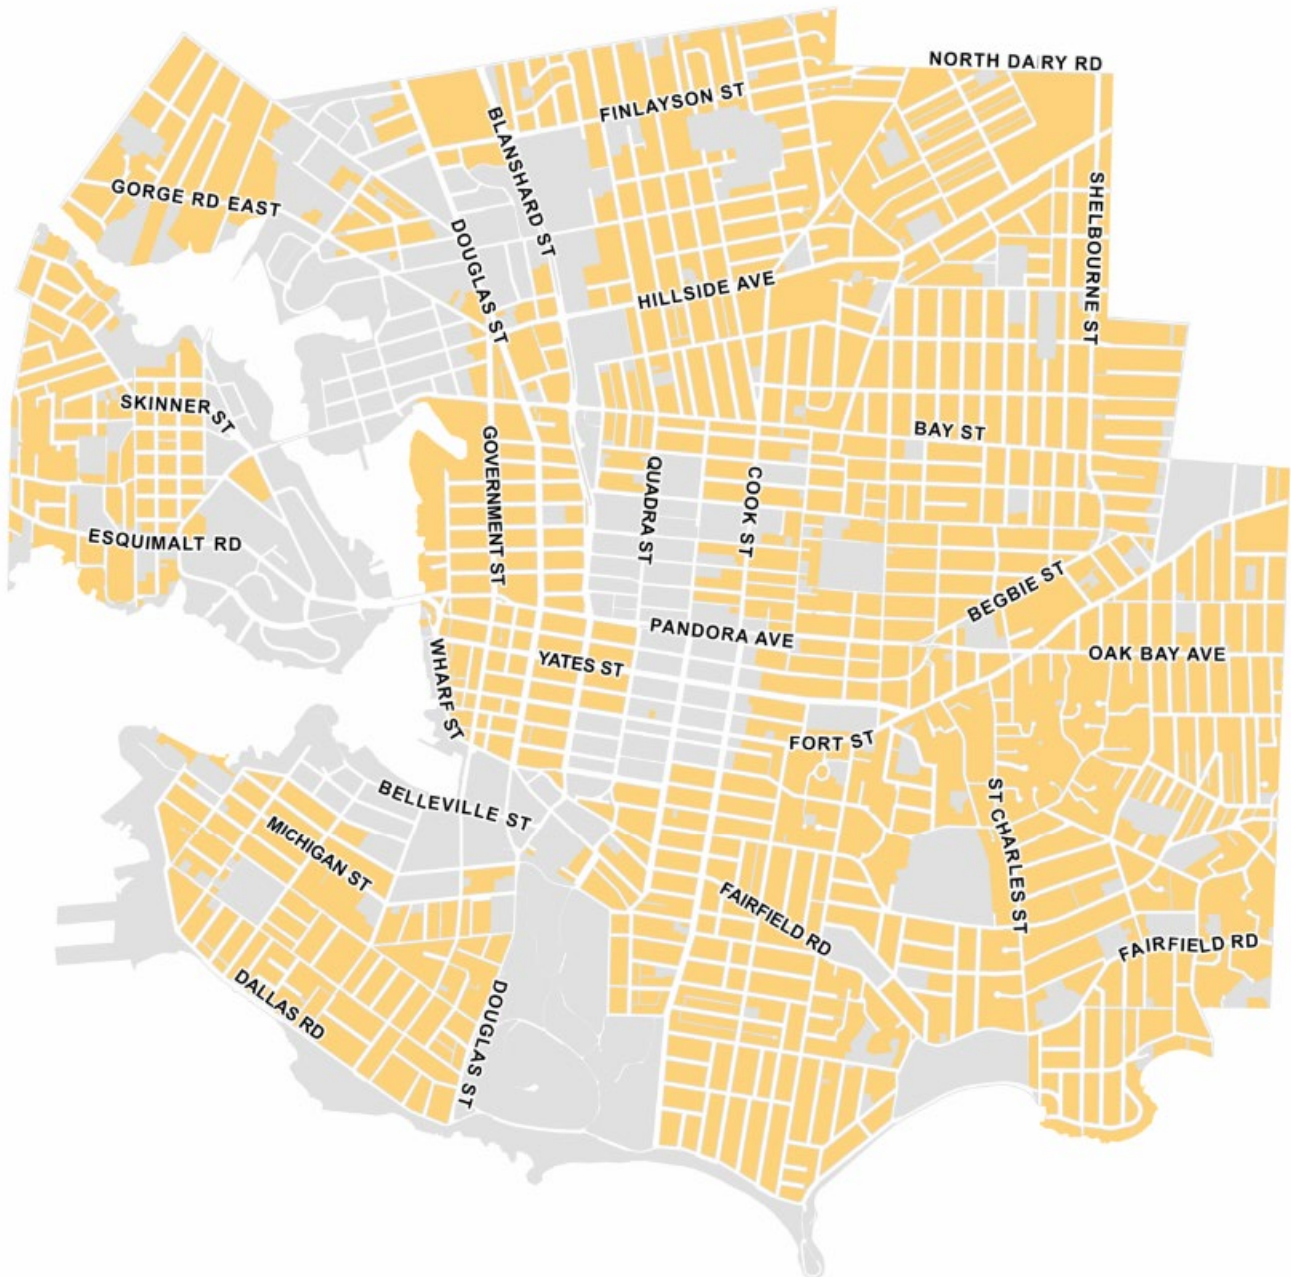 NORTH DAIRY RD
FINLAYSON ST
BLANSHARD ST
GORGE RD EAST
SHELBOURNE ST
DOUGLAS ST
HILLSIDE AVE
SKINNER ST
BAY ST
GOVERNMENT ST
QUADRA ST
COOK ST
ESQUIMALT RD
BEGBIE ST
PANDORA AVE
OAK BAY AVE
YATES ST
WHARF ST
FORT ST
BELLEVILLE ST
ST CHARLES ST
MICHIGAN ST
FAIRFIELD RD
FAIRFIELD RD
DALLAS RD
DOUGLAS ST